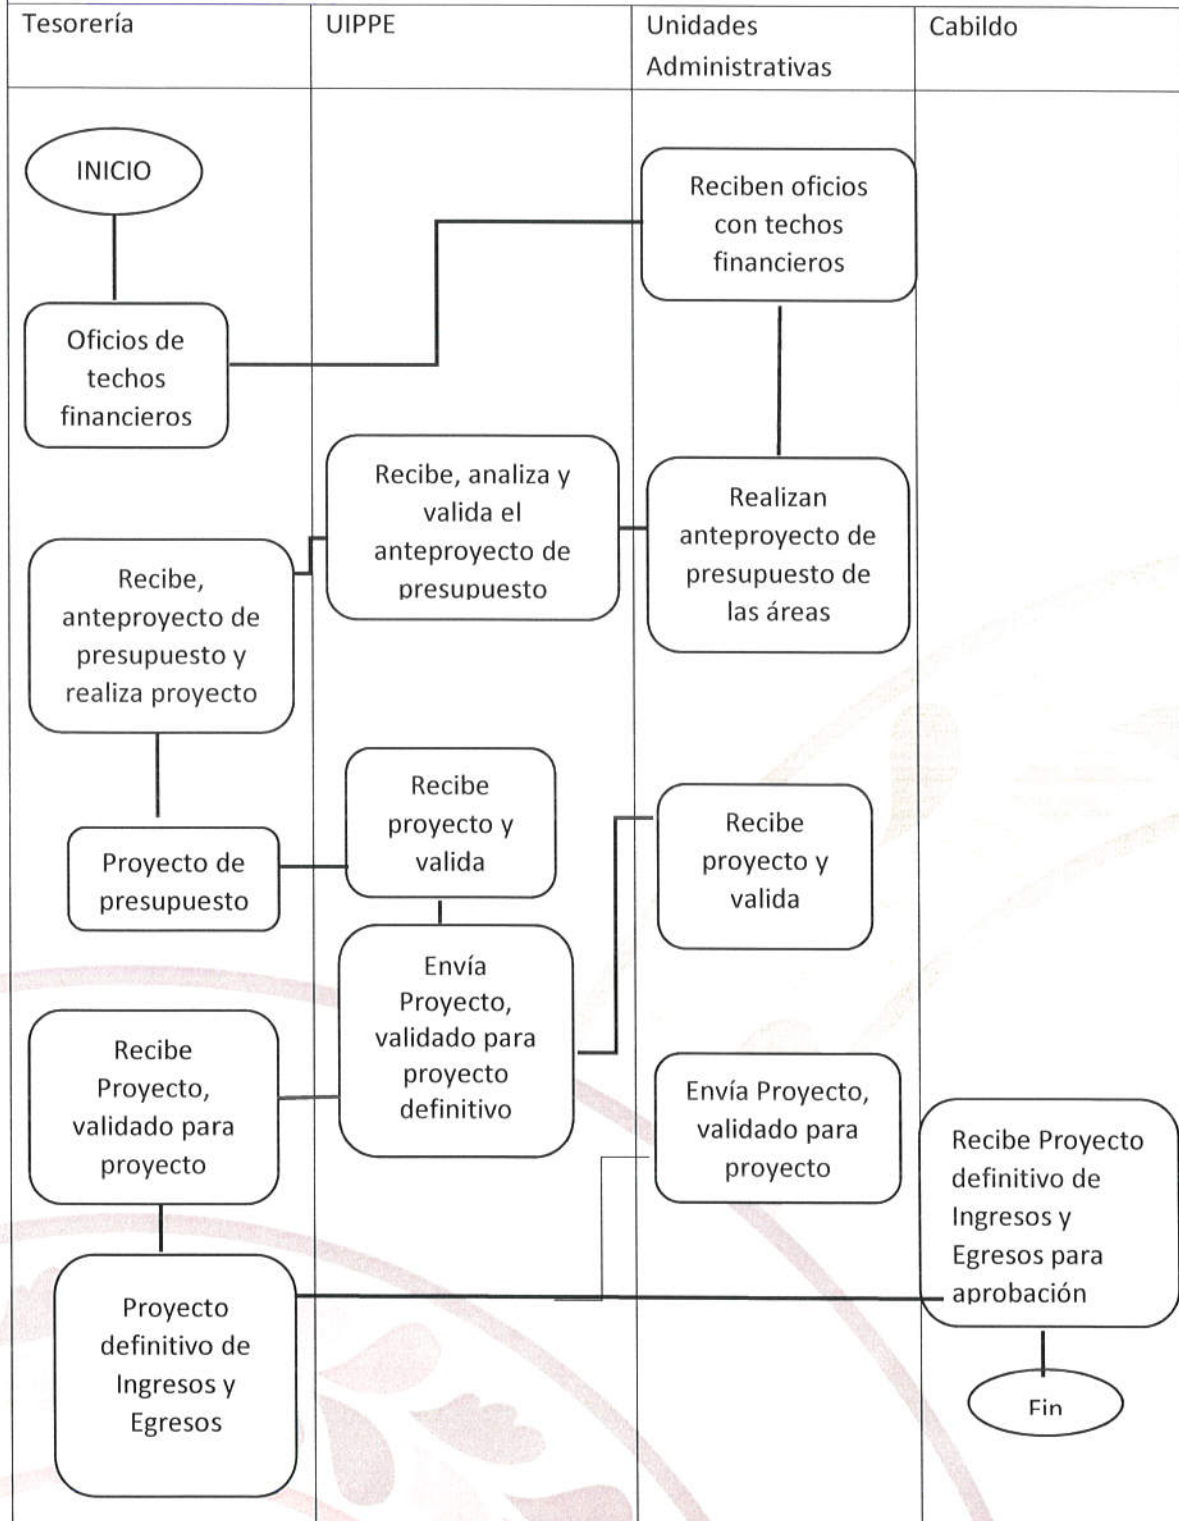 Tesorería
UIPPE
Unidades
Administrativas
Cabildo
INICIO
Reciben oficios
con techos
financieros
Oficios de
techos
financieros
Recibe, analiza y
valida el
anteproyecto de
presupuesto
Realizan
anteproyecto de
presupuesto de
las áreas
Recibe,
anteproyecto de
presupuesto y
realiza proyecto
Recibe
proyecto y
valida
Recibe
proyecto y
valida
Proyecto de
presupuesto
Envía
Proyecto,
validado para
proyecto
definitivo
Recibe
Proyecto,
validado para
proyecto
Envía Proyecto,
validado para
proyecto
Recibe Proyecto
definitivo de
Ingresos y
Egresos para
aprobación
Proyecto
definitivo de
Ingresos y
Egresos
Fin